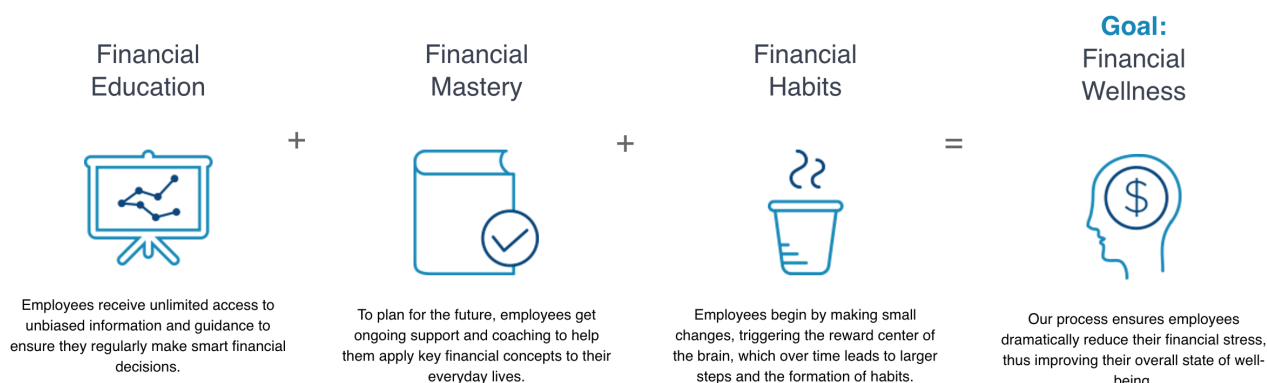 Financial
Education
+
Financial
Mastery
+
Financial
Habits
=
Goal:
Financial
Wellness
$
Employees receive unlimited access to
unbiased information and guidance to
ensure they regularly make smart financial
decisions.
To plan for the future, employees get
ongoing support and coaching to help
them apply key financial concepts to their
everyday lives.
Employees begin by making small
changes, triggering the reward center of
the brain, which over time leads to larger
steps and the formation of habits.
Our process ensures employees
dramatically reduce their financial stress,
thus improving their overall state of well-
being.